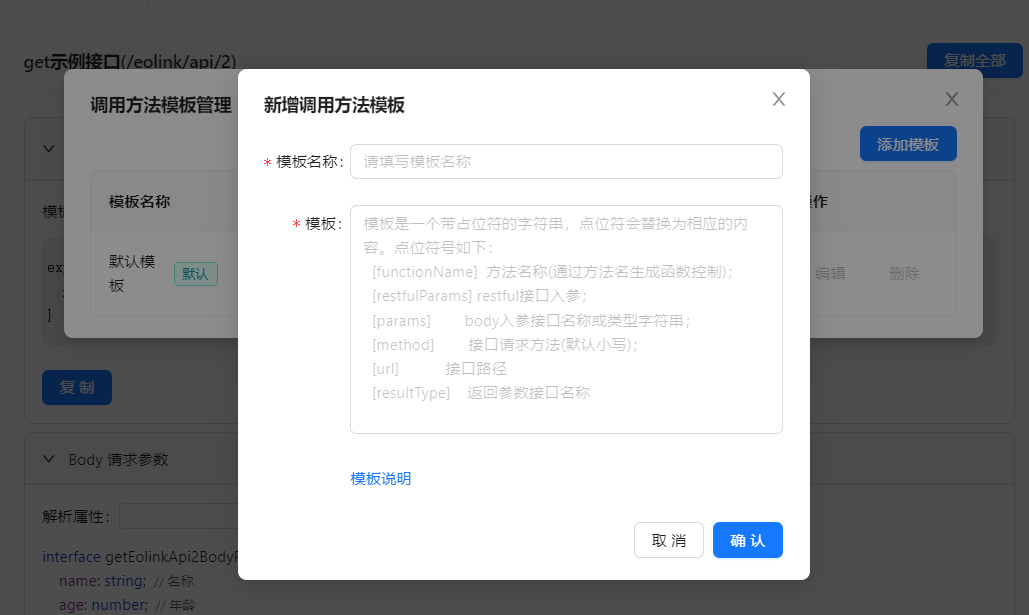 get示例接口(/eolink/api/2)
复制全部
调用方法模板管理
新增调用方法模板
添加模板
* 模板名称:
请填写模板名称
模板名称
* 模板:
模板是一个带占位符的字符串，点位符会替换为相应的内
容。点位符号如下:
[functionName] 方法名称(通过方法名生成函数控制);
[restfulParams] restful接口入参;
[params] body入参接口名称或类型字符串;
[method] 接口请求方法(默认小写);
[url] 接口路径
[resultType] 返回参数接口名称
作
默认模
板
默认
编辑
删除
]
复 制
模板说明
Body 请求参数
取 消
确 认
解析属性:
interface
name: string; // 名称
age: number; // 年龄